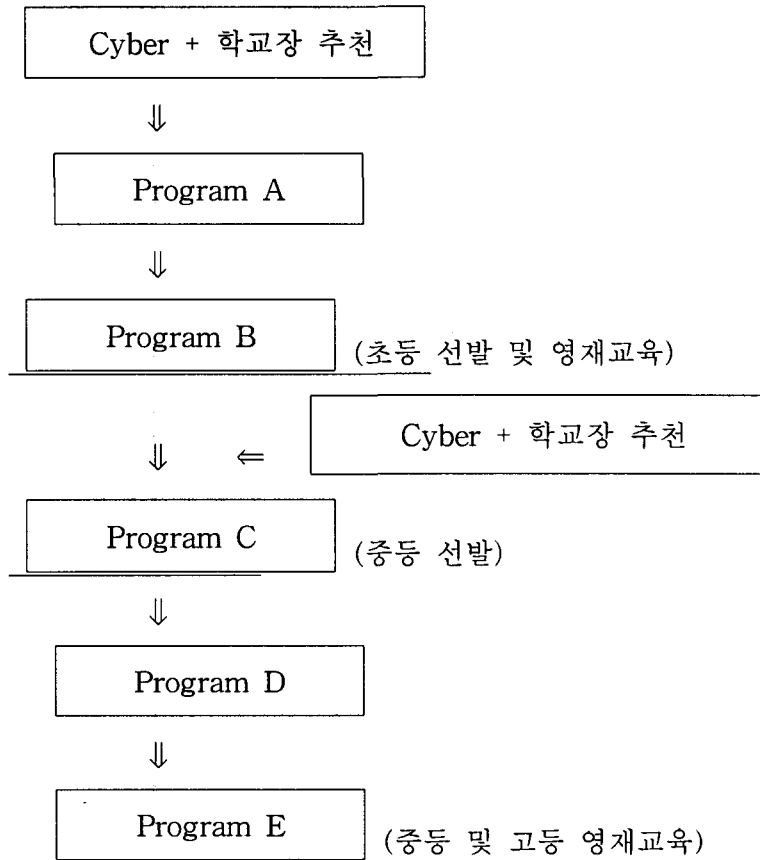 Cyber + 학교장 추천
⇓
Program A
⇓
Program B (초등 선발 및 영재교육)
⇓ ⇐ Cyber + 학교장 추천
Program C (중등 선발)
⇓
Program D
⇓
Program E (중등 및 고등 영재교육)